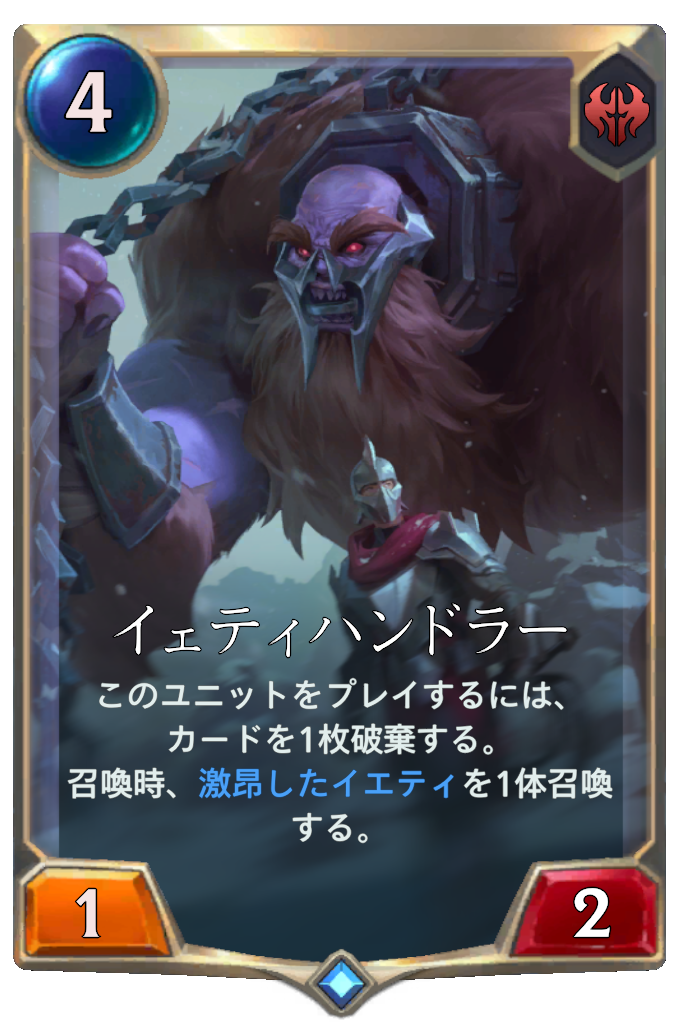 4
イェティハンドラー
このユニットをプレイするには、
カードを1枚破棄する。
召喚時、激昂したイエティを1体召喚
する。
1
2